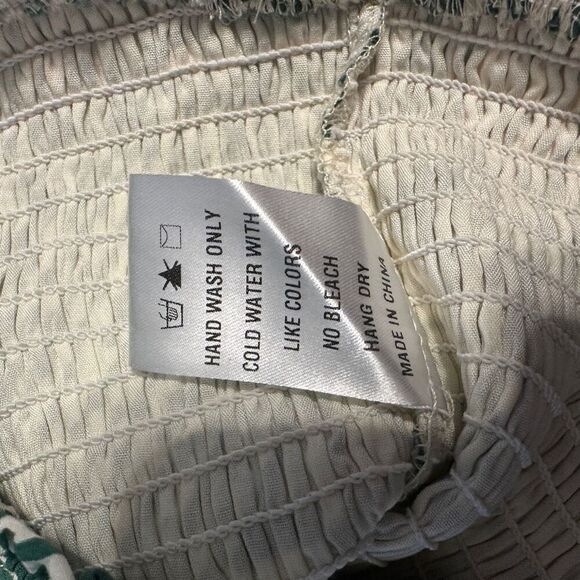 HAND WASH ONLY
COLD WATER WITH
LIKE COLORS
NO BLEACH
HANG DRY
MADE IN CHINA